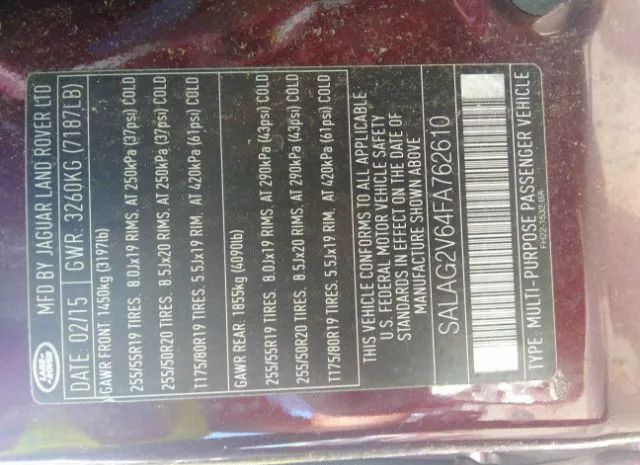 LAND ROVER
MFD BY JAGUAR LAND ROVER LTD
DATE: 02/15 GWR: 3260KG (7187LB)
GAWR FRONT 1450kg (3197lb)
255/55R19 TIRES. 8.0Jx19 RIMS. AT 250kPa (37psi) COLD
255/50R20 TIRES. 8.5Jx20 RIMS. AT 250kPa (37psi) COLD
T175/80R19 TIRES. 5.5Jx19 RIM. AT 420kPa (61psi) COLD
GAWR REAR 1855kg (4090lb)
255/55R19 TIRES. 8.0Jx19 RIMS. AT 290kPa (43psi) COLD
255/50R20 TIRES. 8.5Jx20 RIMS. AT 290kPa (43psi) COLD
T175/80R19 TIRES. 5.5Jx19 RIM. AT 420kPa (61psi) COLD
THIS VEHICLE CONFORMS TO ALL APPLICABLE
U.S. FEDERAL MOTOR VEHICLE SAFETY
STANDARDS IN EFFECT ON THE DATE OF
MANUFACTURE SHOWN ABOVE
SALAG2V64FA762610
FH22-1532-BA
TYPE: MULTI-PURPOSE PASSENGER VEHICLE